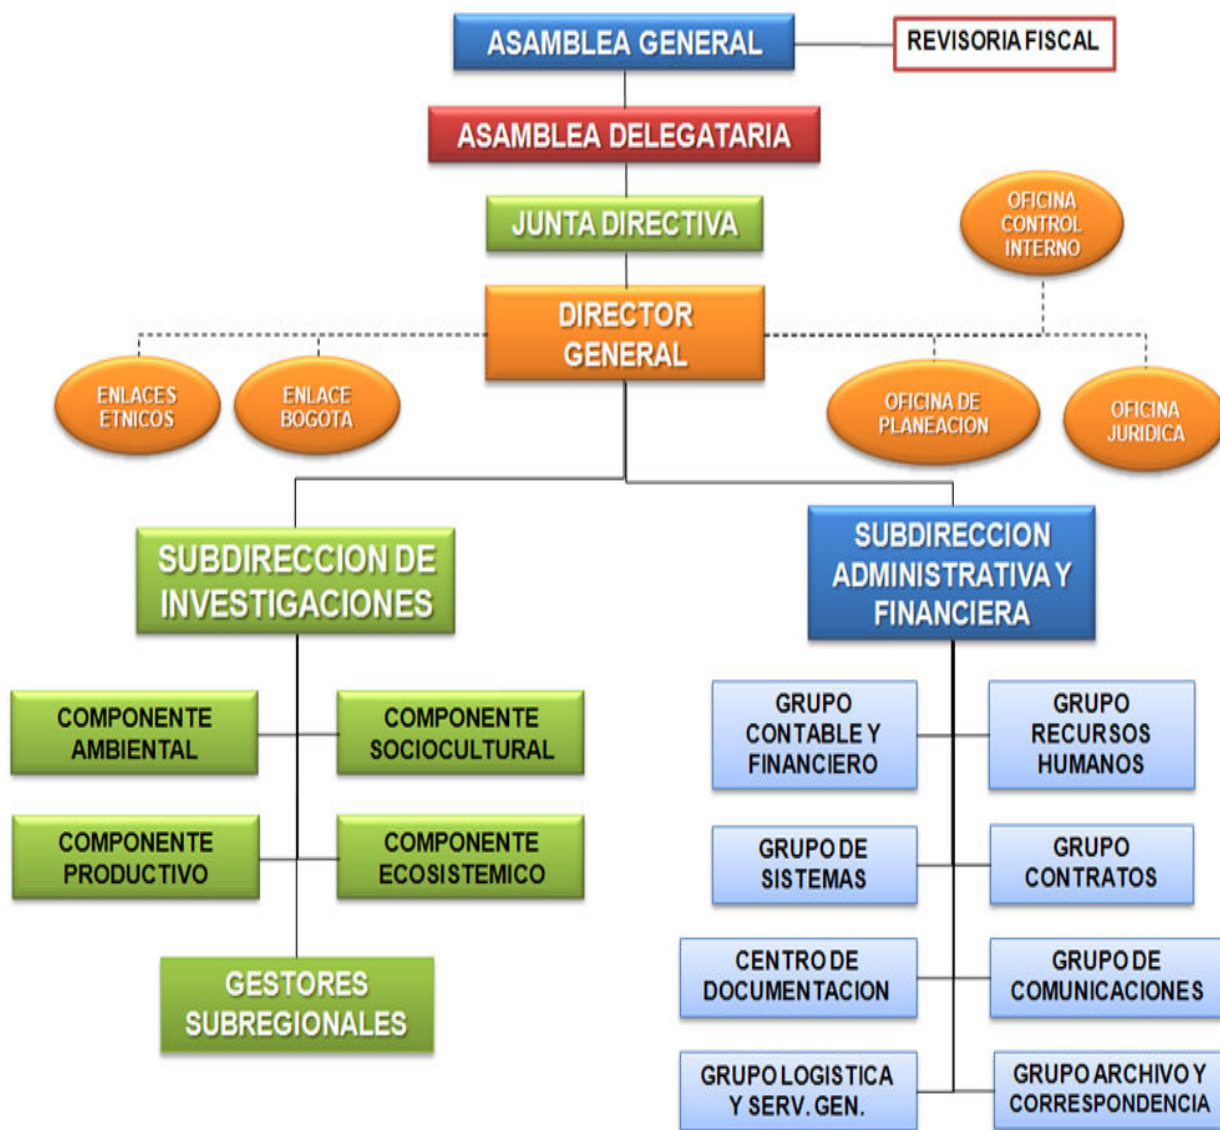 ASAMBLEA GENERAL
REVISORIA FISCAL
ASAMBLEA DELEGATARIA
JUNTA DIRECTIVA
OFICINA
CONTROL
INTERNO
DIRECTOR
GENERAL
ENLACES
ETNICOS
ENLACE
BOGOTA
OFICINA DE
PLANEACION
OFICINA
JURIDICA
SUBDIRECCION DE
INVESTIGACIONES
SUBDIRECCION
ADMINISTRATIVA Y
FINANCIERA
COMPONENTE
AMBIENTAL
COMPONENTE
SOCIOCULTURAL
COMPONENTE
PRODUCTIVO
COMPONENTE
ECOSISTEMICO
GESTORES
SUBREGIONALES
GRUPO
CONTABLE Y
FINANCIERO
GRUPO
RECURSOS
HUMANOS
GRUPO DE
SISTEMAS
GRUPO
CONTRATOS
CENTRO DE
DOCUMENTACION
GRUPO DE
COMUNICACIONES
GRUPO LOGISTICA
Y SERV. GEN.
GRUPO ARCHIVO Y
CORRESPONDENCIA